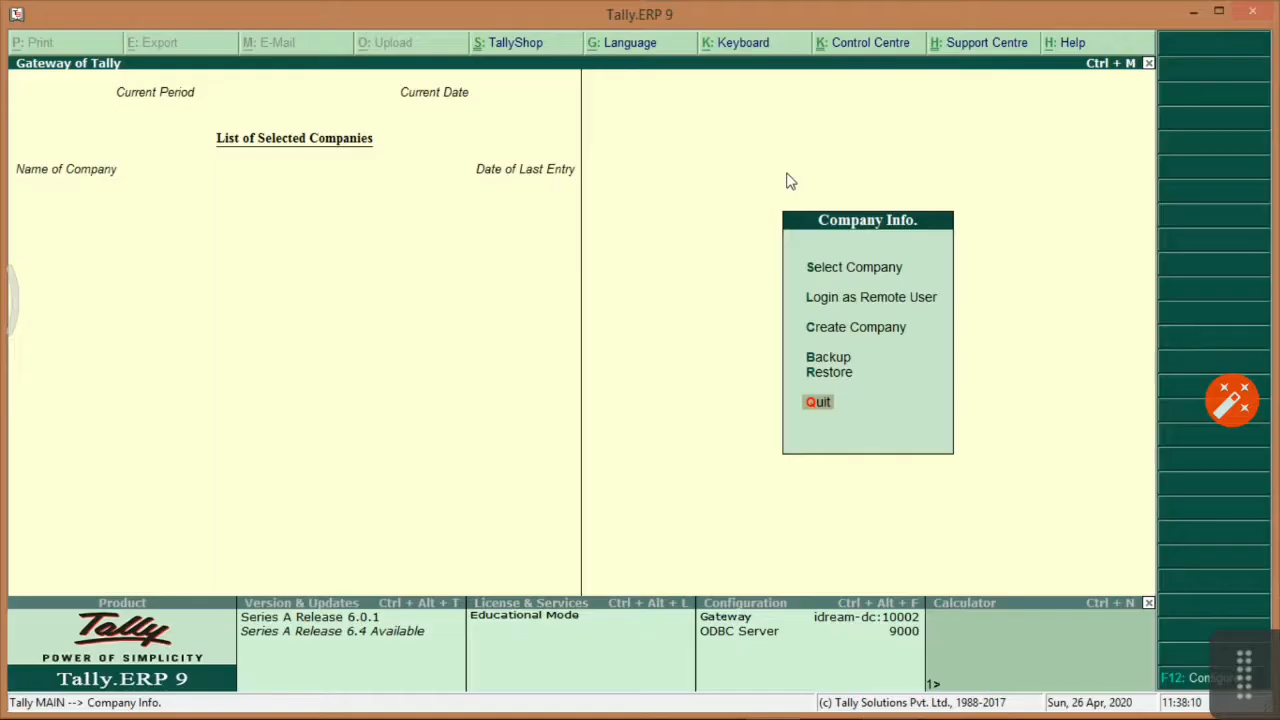 Tally.ERP 9
P: Print
E: Export
M: E-Mail
O: Upload
S: TallyShop
G: Language
K: Keyboard
K: Control Centre
H: Support Centre
H: Help
Gateway of Tally
Ctrl + M
Current Period
Current Date
List of Selected Companies
Name of Company
Date of Last Entry
Company Info.
Select Company
Login as Remote User
Create Company
Backup
Restore
Quit
Product
Tally
POWER OF SIMPLICITY
Tally.ERP 9
Version & Updates Ctrl + Alt + T
Series A Release 6.0.1
Series A Release 6.4 Available
License & Services Ctrl + Alt + L
Educational Mode
Configuration Ctrl + Alt + F
Gateway idream-dc:10002
ODBC Server 9000
Calculator Ctrl + N
1>
F12:
Tally MAIN --> Company Info.
(c) Tally Solutions Pvt. Ltd., 1988-2017
Sun, 26 Apr, 2020
11:38:10